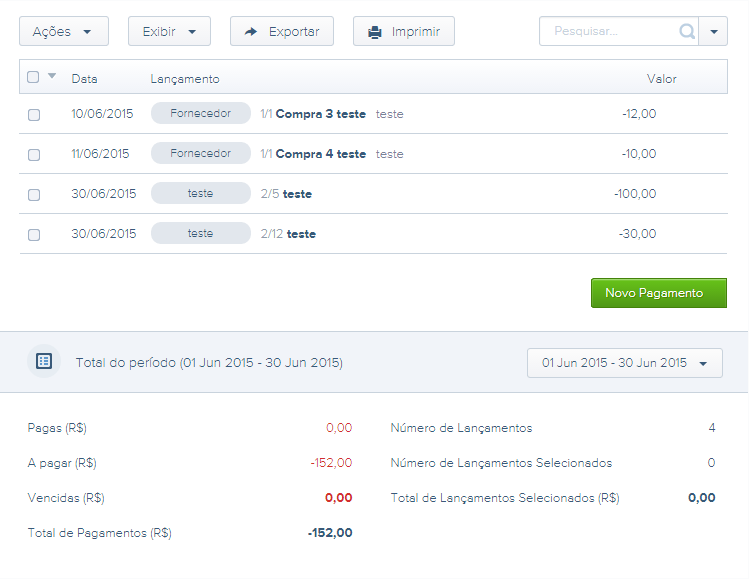 Ações Exibir Exportar Imprimir Pesquisar...
Data Lançamento Valor
10/06/2015 Fornecedor 1/1 Compra 3 teste teste -12,00
11/06/2015 Fornecedor 1/1 Compra 4 teste teste -10,00
30/06/2015 teste 2/5 teste -100,00
30/06/2015 teste 2/12 teste -30,00
Novo Pagamento
Total do período (01 Jun 2015 - 30 Jun 2015) 01 Jun 2015 - 30 Jun 2015
Pagas (R$) 0,00 Número de Lançamentos 4
A pagar (R$) -152,00 Número de Lançamentos Selecionados 0
Vencidas (R$) 0,00 Total de Lançamentos Selecionados (R$) 0,00
Total de Pagamentos (R$) -152,00